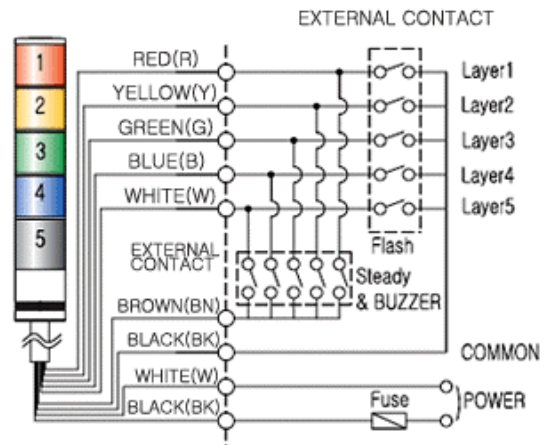 EXTERNAL CONTACT
1
RED(R)
Layer1
2
YELLOW(Y)
Layer2
3
GREEN(G)
Layer3
4
BLUE(B)
Layer4
5
WHITE(W)
Layer5
Flash
EXTERNAL
CONTACT
Steady
& BUZZER
BROWN(BN)
BLACK(BK)
COMMON
WHITE(W)
POWER
BLACK(BK)
Fuse